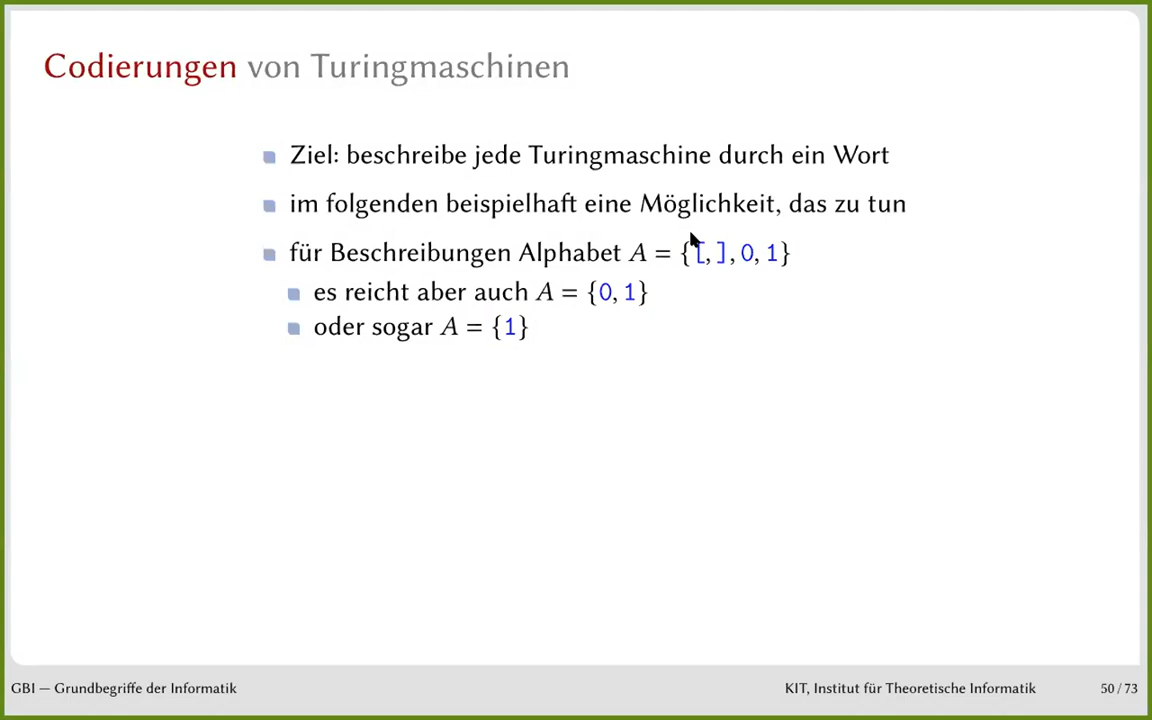 Codierungen von Turingmaschinen
Ziel: beschreibe jede Turingmaschine durch ein Wort
im folgenden beispielhaft eine Möglichkeit, das zu tun
für Beschreibungen Alphabet A = {[, ], 0, 1}
es reicht aber auch A = {0, 1}
oder sogar A = {1}
GBI — Grundbegriffe der Informatik
KIT, Institut für Theoretische Informatik
50 / 73